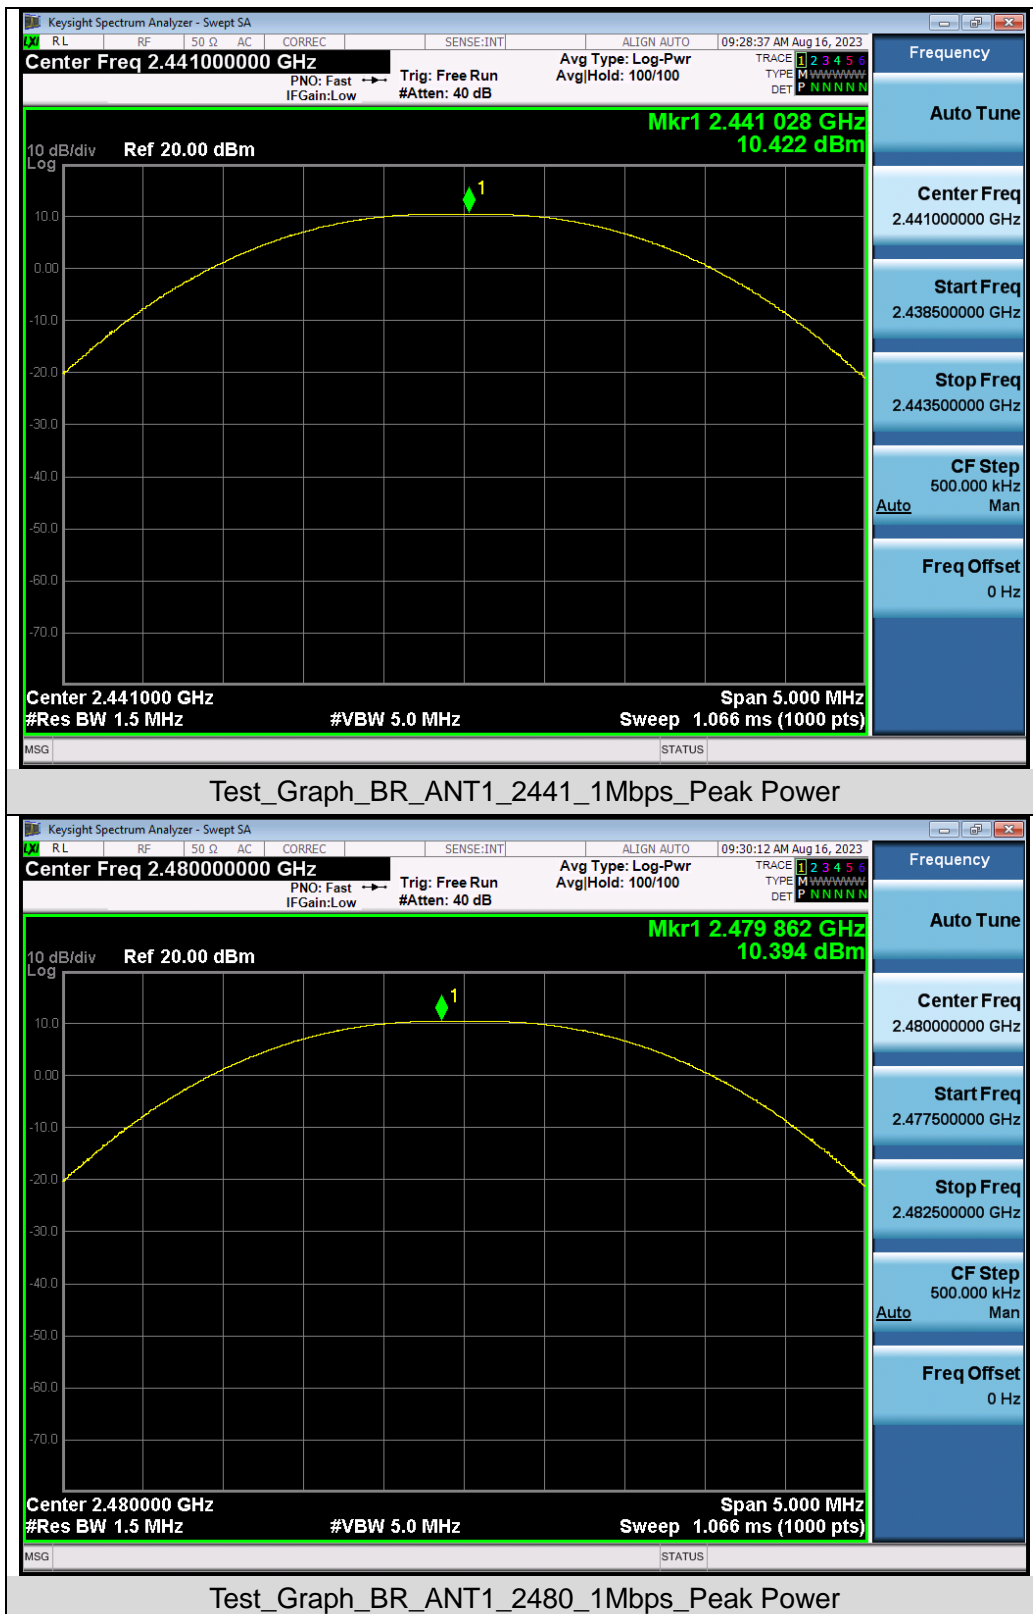 Keysight Spectrum Analyzer - Swept SA
LXI RL RF 50 Ω AC CORREC SENSE:INT ALIGN AUTO 09:28:37 AM Aug 16, 2023
Center Freq 2.441000000 GHz
PNO: Fast
IFGain:Low
Trig: Free Run
#Atten: 40 dB
Avg Type: Log-Pwr
Avg|Hold: 100/100
TRACE 1 2 3 4 5 6
TYPE M WWWWW
DET P N N N N N
Mkr1 2.441 028 GHz
10.422 dBm
10 dB/div Ref 20.00 dBm
Log
1
10.0
0.00
-10.0
-20.0
-30.0
-40.0
-50.0
-60.0
-70.0
Center 2.441000 GHz Span 5.000 MHz
#Res BW 1.5 MHz #VBW 5.0 MHz Sweep 1.066 ms (1000 pts)
MSG STATUS
Frequency
Auto Tune
Center Freq
2.441000000 GHz
Start Freq
2.438500000 GHz
Stop Freq
2.443500000 GHz
CF Step
500.000 kHz
Auto Man
Freq Offset
0 Hz
Test_Graph_BR_ANT1_2441_1Mbps_Peak Power
Keysight Spectrum Analyzer - Swept SA
LXI RL RF 50 Ω AC CORREC SENSE:INT ALIGN AUTO 09:30:12 AM Aug 16, 2023
Center Freq 2.480000000 GHz
PNO: Fast
IFGain:Low
Trig: Free Run
#Atten: 40 dB
Avg Type: Log-Pwr
Avg|Hold: 100/100
TRACE 1 2 3 4 5 6
TYPE M WWWWW
DET P N N N N N
Mkr1 2.479 862 GHz
10.394 dBm
10 dB/div Ref 20.00 dBm
Log
1
10.0
0.00
-10.0
-20.0
-30.0
-40.0
-50.0
-60.0
-70.0
Center 2.480000 GHz Span 5.000 MHz
#Res BW 1.5 MHz #VBW 5.0 MHz Sweep 1.066 ms (1000 pts)
MSG STATUS
Frequency
Auto Tune
Center Freq
2.480000000 GHz
Start Freq
2.477500000 GHz
Stop Freq
2.482500000 GHz
CF Step
500.000 kHz
Auto Man
Freq Offset
0 Hz
Test_Graph_BR_ANT1_2480_1Mbps_Peak Power